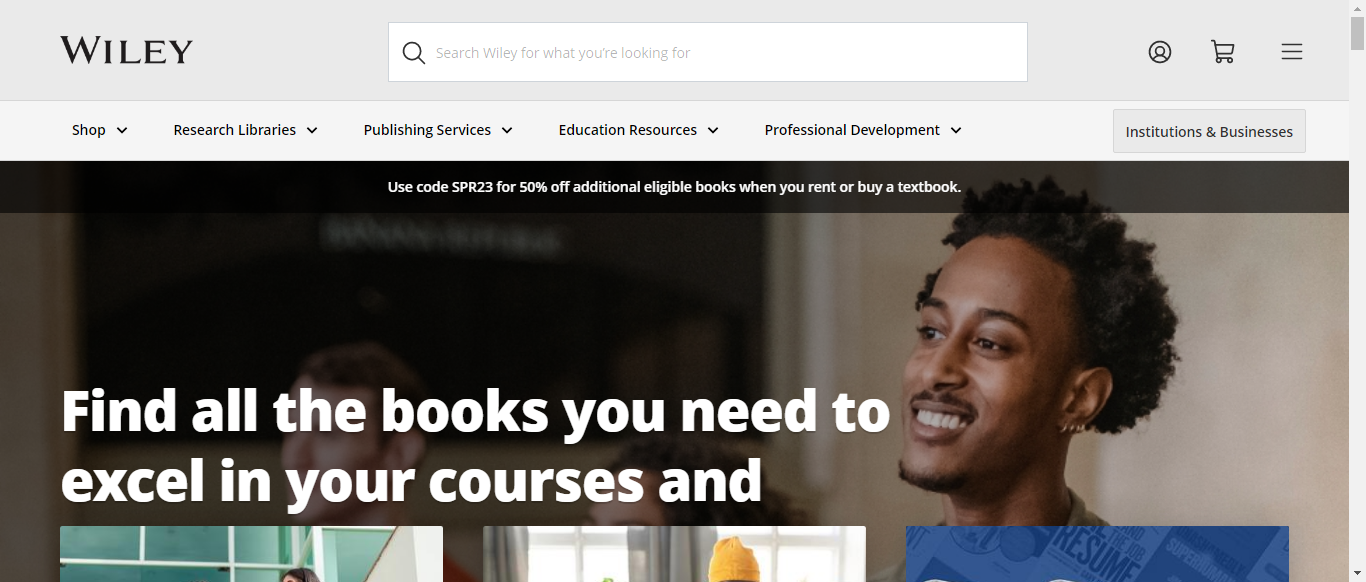 WILEY
Search Wiley for what you're looking for
Shop
Research Libraries
Publishing Services
Education Resources
Professional Development
Institutions & Businesses
Use code SPR23 for 50% off additional eligible books when you rent or buy a textbook.
Find all the books you need to
excel in your courses and
RESUME